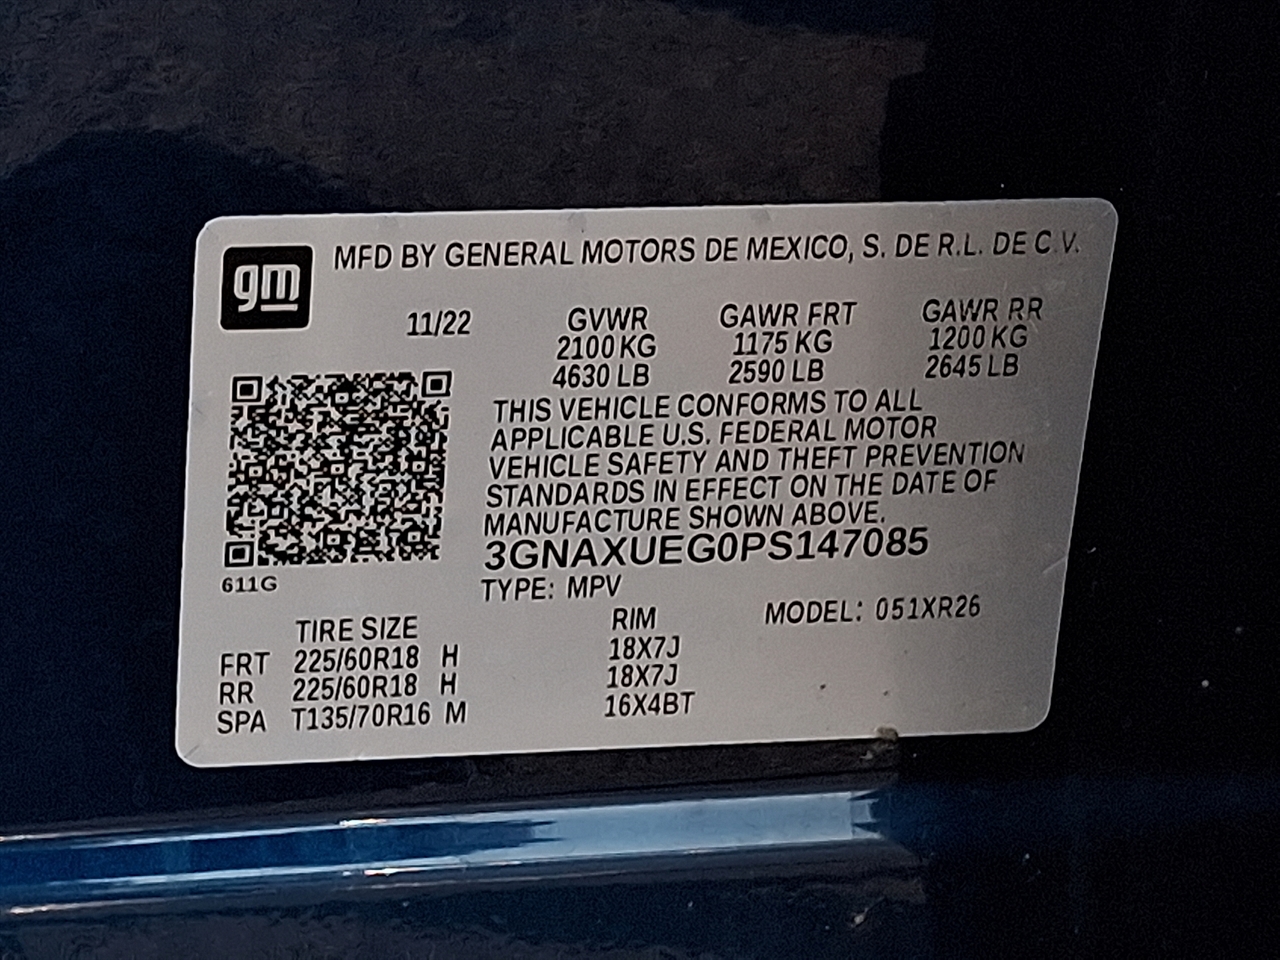 gm
MFD BY GENERAL MOTORS DE MEXICO, S. DE R.L. DE C.V.
11/22 GVWR GAWR FRT GAWR RR
2100 KG 1175 KG 1200 KG
4630 LB 2590 LB 2645 LB
THIS VEHICLE CONFORMS TO ALL
APPLICABLE U.S. FEDERAL MOTOR
VEHICLE SAFETY AND THEFT PREVENTION
STANDARDS IN EFFECT ON THE DATE OF
MANUFACTURE SHOWN ABOVE.
3GNAXUEG0PS147085
611G
TYPE: MPV
MODEL: 051XR26
TIRE SIZE RIM
FRT 225/60R18 H 18X7J
RR 225/60R18 H 18X7J
SPA T135/70R16 M 16X4BT